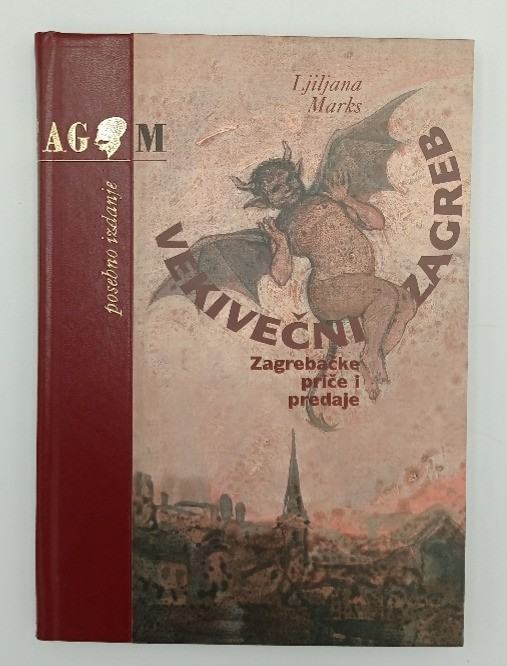 Ljiljana
Marks
AGM
posebno izdanje
VEKIVEČNI ZAGREB
Zagrebačke
priče i
predaje